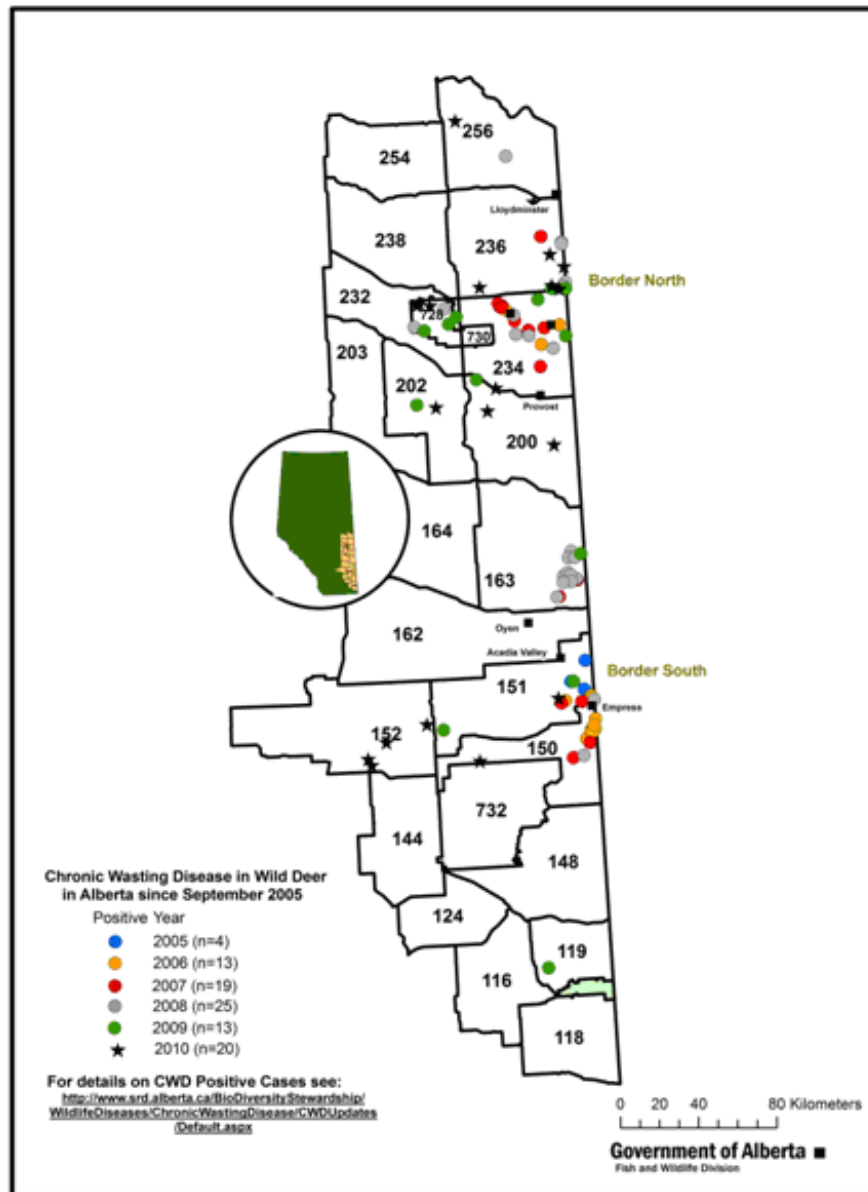 256
254
Lloydminster
238
236
Border North
232
728
730
203
234
202
Provost
200
164
163
Oyen
162
Acadia Valley
Border South
151
Empress
152
150
732
144
148
Chronic Wasting Disease in Wild Deer
in Alberta since September 2005
124
Positive Year
2005 (n=4)
119
2006 (n=13)
116
2007 (n=19)
2008 (n=25)
2009 (n=13)
118
2010 (n=20)
For details on CWD Positive Cases see:
http://www.srd.alberta.ca/BioDiversityStewardship/
WildlifeDiseases/ChronicWastingDisease/CWDUpdates
/Default.aspx
0 20 40 80 Kilometers
Government of Alberta
Fish and Wildlife Division